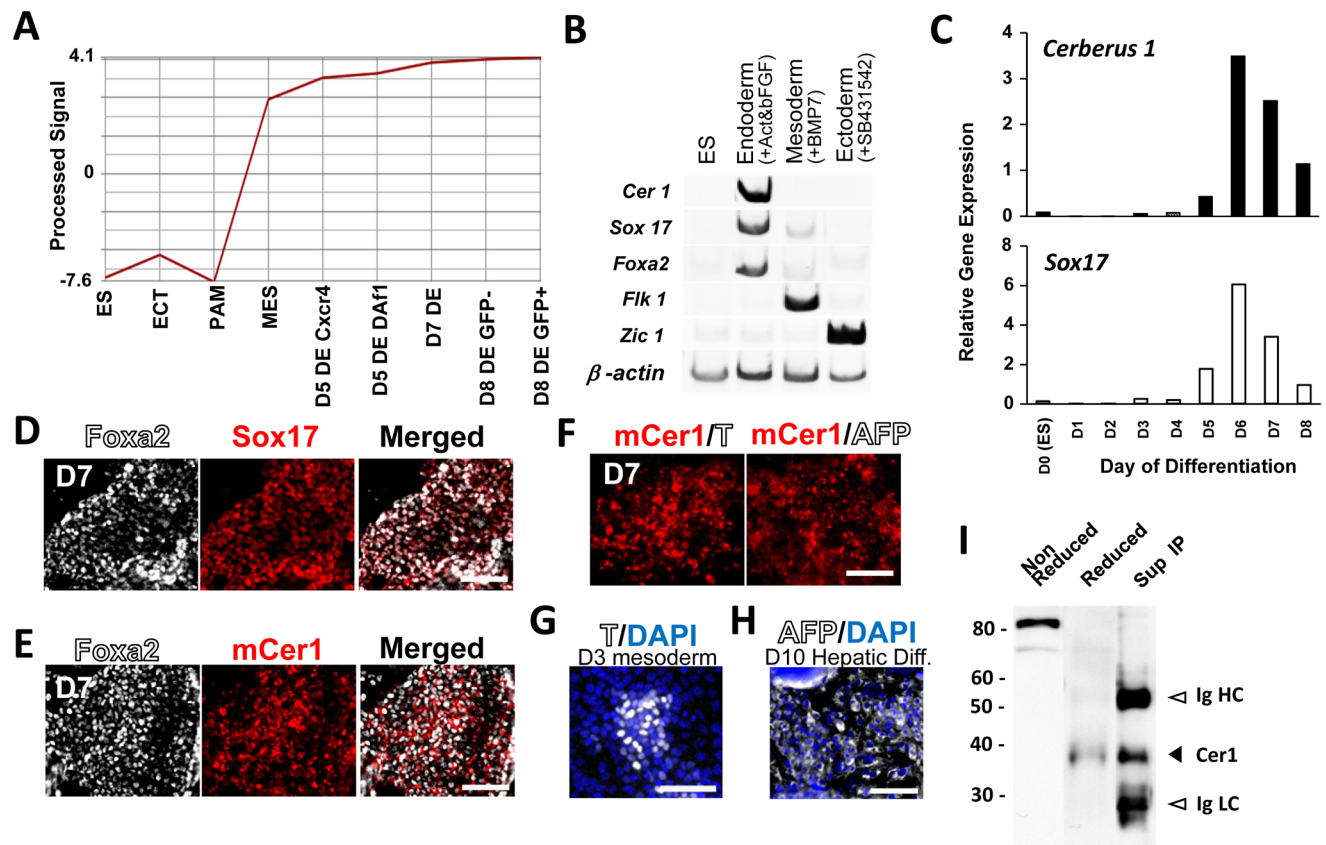 A
Processed Signal
4.1
0
-7.6
ES
ECT
PAM
MES
D5 DE Cxcr4
D5 DE DAf1
D7 DE
D8 DE GFP-
D8 DE GFP+
B
ES
Endoderm
(+Act&bFGF)
Mesoderm
(+BMP7)
Ectoderm
(+SB431542)
Cer 1
Sox 17
Foxa2
Flk 1
Zic 1
β -actin
C
Relative Gene Expression
Cerberus 1
4
3
2
1
0
Sox17
8
6
4
2
0
D0 (ES)
D1
D2
D3
D4
D5
D6
D7
D8
Day of Differentiation
D
Foxa2 Sox17 Merged
D7
E
Foxa2 mCer1 Merged
D7
F
mCer1/T mCer1/AFP
D7
G
T/DAPI
D3 mesoderm
H
AFP/DAPI
D10 Hepatic Diff.
I
Non
Reduced
Reduced
Sup IP
80 -
60 -
50 -
40 -
30 -
Ig HC
Cer1
Ig LC